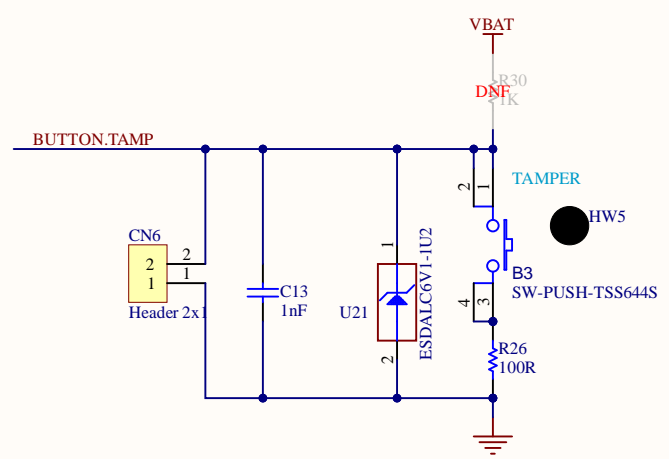 VBAT
R30
DNF
1K
BUTTON.TAMP
2
1
TAMPER
HW5
CN6
2
2
1
1
Header 2x1
C13
1nF
1
U21
2
ESDALC6V1-1U2
B3
SW-PUSH-TSS644S
4
3
R26
100R